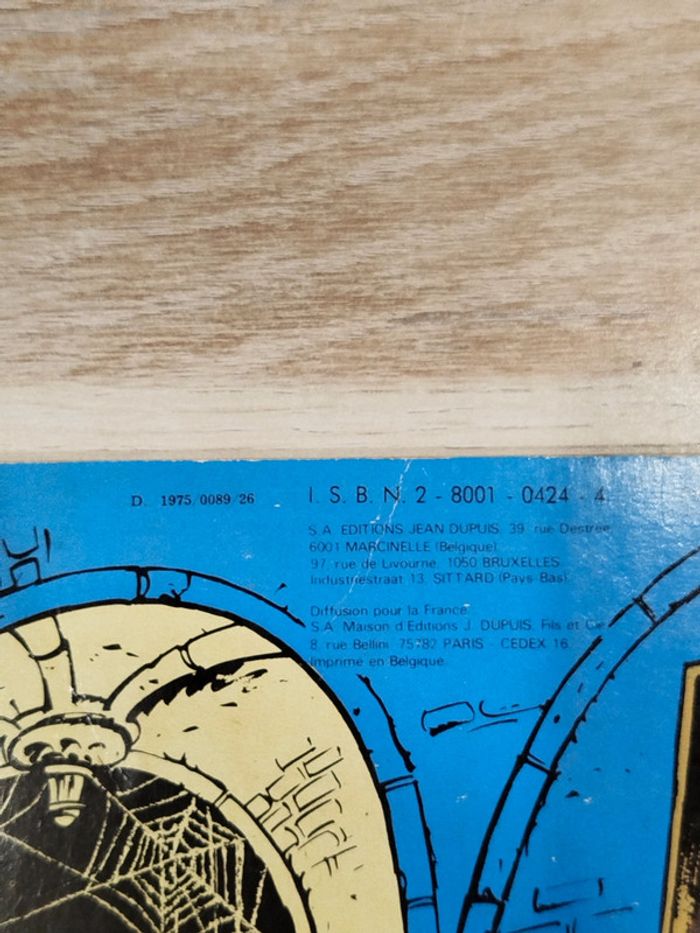 D. 1975/0089/26
I. S. B. N. 2 - 8001 - 0424 - 4
S.A. EDITIONS JEAN DUPUIS, 39, rue Destrée
6001 MARCINELLE (Belgique)
97, rue de Livourne, 1050 BRUXELLES
Industriestraat 13, SITTARD (Pays Bas)
Diffusion pour la France:
S.A. Maison d'Editions J. DUPUIS, Fils et Cie
8, rue Bellini 75782 PARIS - CEDEX 16
Imprimé en Belgique